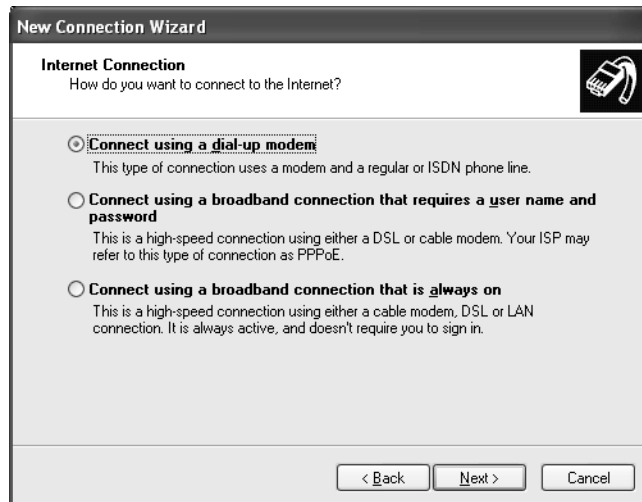 New Connection Wizard
Internet Connection
How do you want to connect to the Internet?
Connect using a dial-up modem
This type of connection uses a modem and a regular or ISDN phone line.
Connect using a broadband connection that requires a user name and
password
This is a high-speed connection using either a DSL or cable modem. Your ISP may
refer to this type of connection as PPPoE.
Connect using a broadband connection that is always on
This is a high-speed connection using either a cable modem, DSL or LAN
connection. It is always active, and doesn't require you to sign in.
< Back Next > Cancel